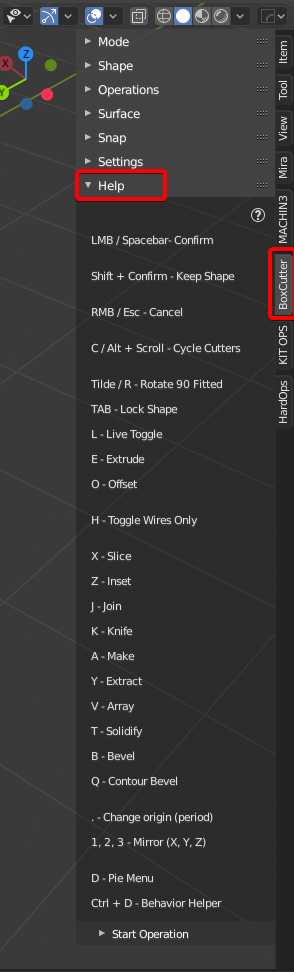 Z
X
Y
Mode
Shape
Operations
Surface
Snap
Settings
Help
?
LMB / Spacebar- Confirm
Shift + Confirm - Keep Shape
RMB / Esc - Cancel
C / Alt + Scroll - Cycle Cutters
Tilde / R - Rotate 90 Fitted
TAB - Lock Shape
L - Live Toggle
E - Extrude
O - Offset
H - Toggle Wires Only
X - Slice
Z - Inset
J - Join
K - Knife
A - Make
Y - Extract
V - Array
T - Solidify
B - Bevel
Q - Contour Bevel
. - Change origin (period)
1, 2, 3 - Mirror (X, Y, Z)
D - Pie Menu
Ctrl + D - Behavior Helper
Start Operation
Item
Tool
View
Mira
MACHIN3
BoxCutter
KIT OPS
HardOps